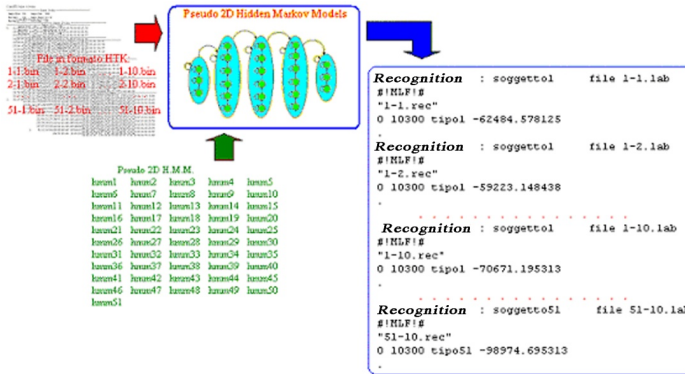 File in formato HTK:
1-1.bin 1-2.bin 1-10.bin
2-1.bin 2-2.bin 2-10.bin
51-1.bin 51-2.bin 51-10.bin
Pseudo 2D Hidden Markov Models
Pseudo 2D H.M.M.
hmm1 hmm2 hmm3 hmm4 hmm5
hmm6 hmm7 hmm8 hmm9 hmm10
hmm11 hmm12 hmm13 hmm14 hmm15
hmm16 hmm17 hmm18 hmm19 hmm20
hmm21 hmm22 hmm23 hmm24 hmm25
hmm26 hmm27 hmm28 hmm29 hmm30
hmm31 hmm32 hmm33 hmm34 hmm35
hmm36 hmm37 hmm38 hmm39 hmm40
hmm41 hmm42 hmm43 hmm44 hmm45
hmm46 hmm47 hmm48 hmm49 hmm50
hmm51
Recognition : soggetto1 file 1-1.lab
#!MLF!#
"1-1.rec"
0 10300 tipo1 -62484.578125
.
Recognition : soggetto1 file 1-2.lab
#!MLF!#
"1-2.rec"
0 10300 tipo1 -59223.148438
.
Recognition : soggetto1 file 1-10.lab
#!MLF!#
"1-10.rec"
0 10300 tipo1 -70671.195313
.
Recognition : soggetto51 file 51-10.la
#!MLF!#
"51-10.rec"
0 10300 tipo51 -98974.695313
.